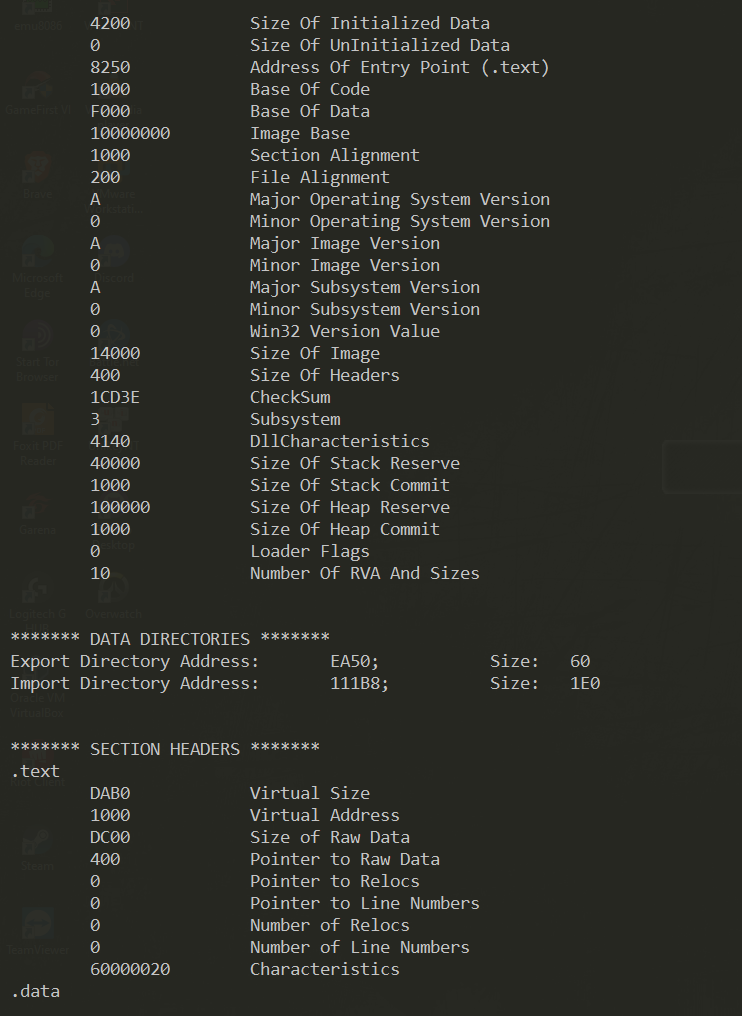 4200 Size Of Initialized Data
0 Size Of UnInitialized Data
8250 Address Of Entry Point (.text)
1000 Base Of Code
F000 Base Of Data
10000000 Image Base
1000 Section Alignment
200 File Alignment
A Major Operating System Version
0 Minor Operating System Version
A Major Image Version
0 Minor Image Version
A Major Subsystem Version
0 Minor Subsystem Version
0 Win32 Version Value
14000 Size Of Image
400 Size Of Headers
1CD3E CheckSum
3 Subsystem
4140 DllCharacteristics
40000 Size Of Stack Reserve
1000 Size Of Stack Commit
100000 Size Of Heap Reserve
1000 Size Of Heap Commit
0 Loader Flags
10 Number Of RVA And Sizes
******* DATA DIRECTORIES *******
Export Directory Address: EA50; Size: 60
Import Directory Address: 111B8; Size: 1E0
******* SECTION HEADERS *******
.text
DAB0 Virtual Size
1000 Virtual Address
DC00 Size of Raw Data
400 Pointer to Raw Data
0 Pointer to Relocs
0 Pointer to Line Numbers
0 Number of Relocs
0 Number of Line Numbers
60000020 Characteristics
.data